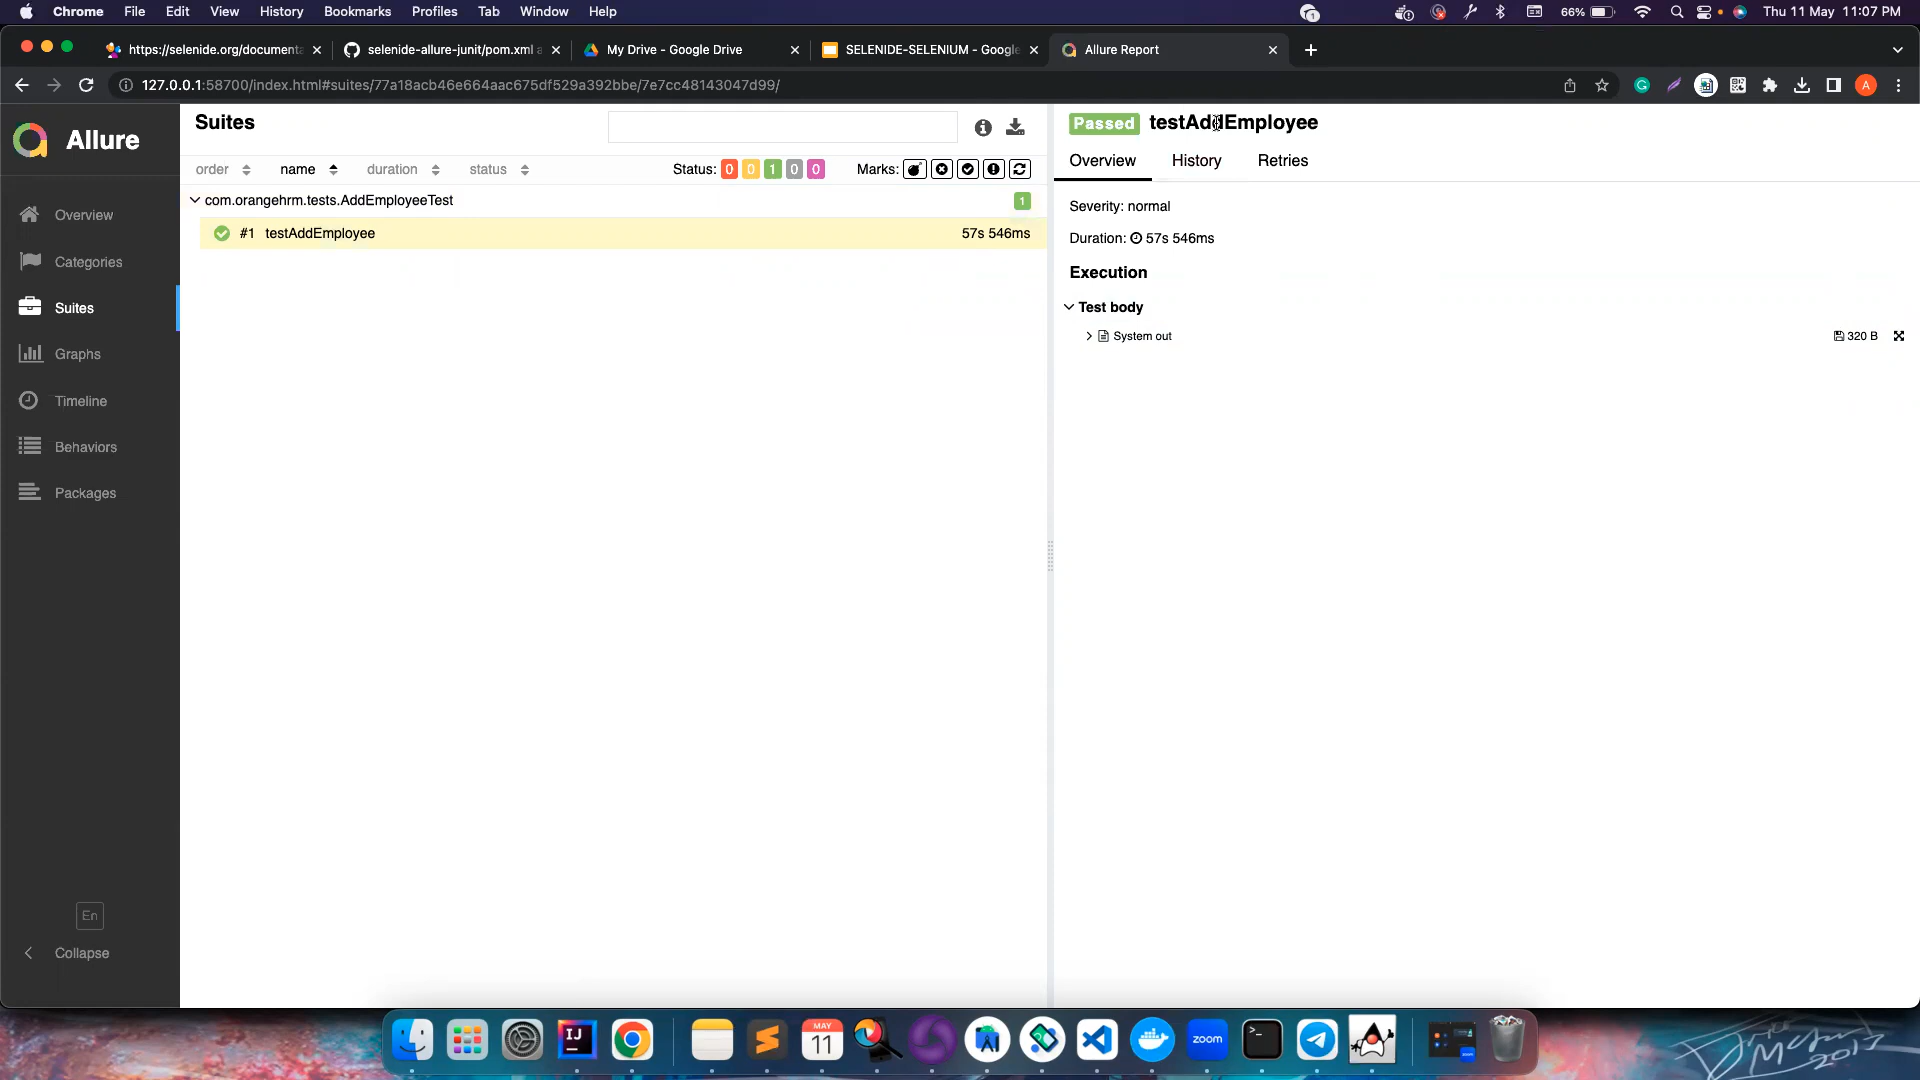 Chrome File Edit View History Bookmarks Profiles Tab Window Help 1 66% Thu 11 May 11:07 PM
https://selenide.org/documenta selenide-allure-junit/pom.xml a My Drive - Google Drive SELENIDE-SELENIUM - Google Allure Report
127.0.0.1:58700/index.html#suites/77a18acb46e664aac675df529a392bbe/7e7cc48143047d99/ A
Allure
Overview
Categories
Suites
Graphs
Timeline
Behaviors
Packages
En
Collapse
Suites
order name duration status Status: 0 0 1 0 0 Marks:
com.orangehrm.tests.AddEmployeeTest 1
#1 testAddEmployee 57s 546ms
Passed testAddEmployee
Overview History Retries
Severity: normal
Duration: 57s 546ms
Execution
Test body
System out 320 B
IJ MAY 11 zoom >_
2017